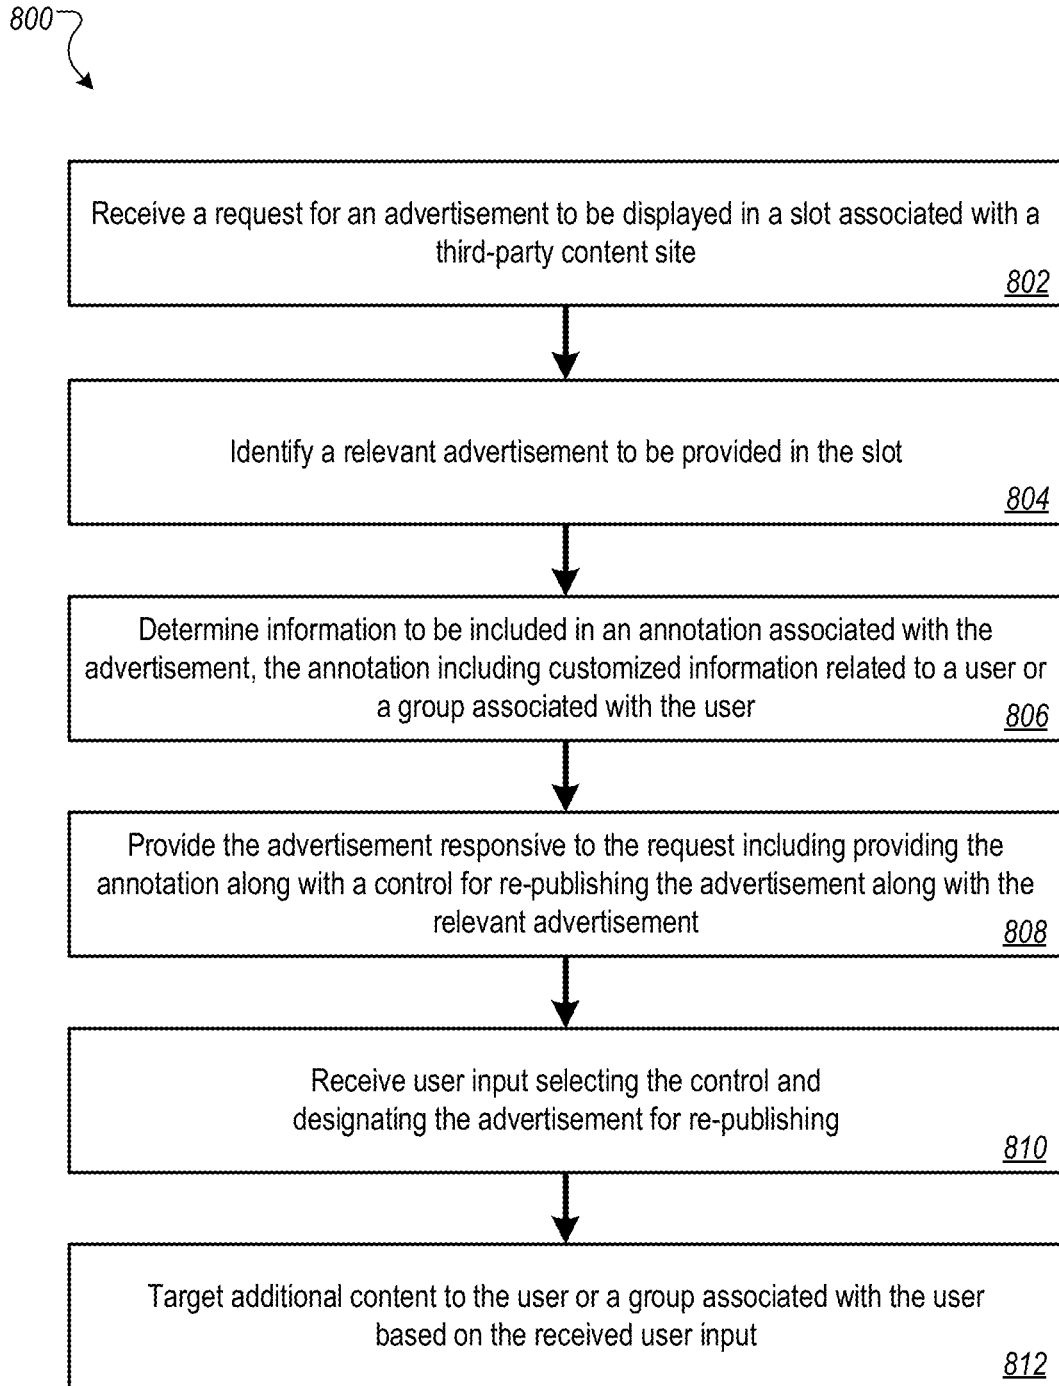 800
Receive a request for an advertisement to be displayed in a slot associated with a
third-party content site
802
Identify a relevant advertisement to be provided in the slot
804
Determine information to be included in an annotation associated with the
advertisement, the annotation including customized information related to a user or
a group associated with the user
806
Provide the advertisement responsive to the request including providing the
annotation along with a control for re-publishing the advertisement along with the
relevant advertisement
808
Receive user input selecting the control and
designating the advertisement for re-publishing
810
Target additional content to the user or a group associated with the user
based on the received user input
812